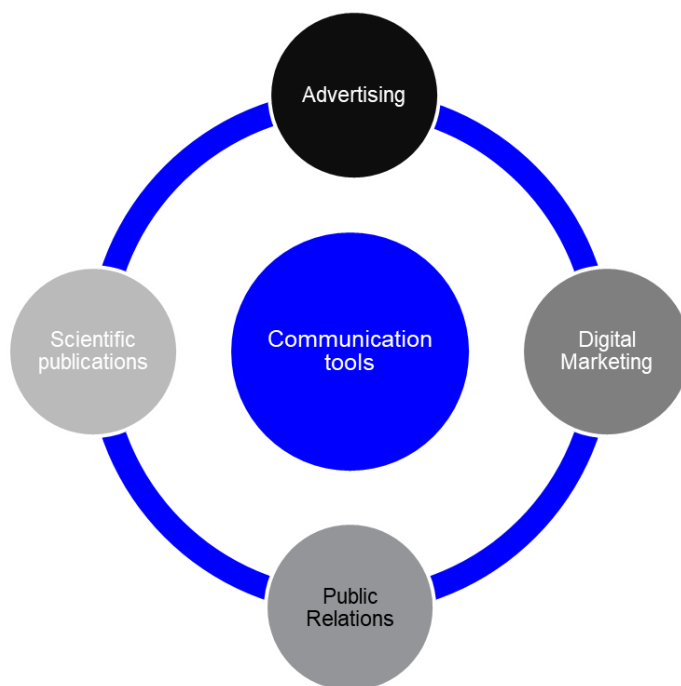 Advertising
Scientific
publications
Communication
tools
Digital
Marketing
Public
Relations